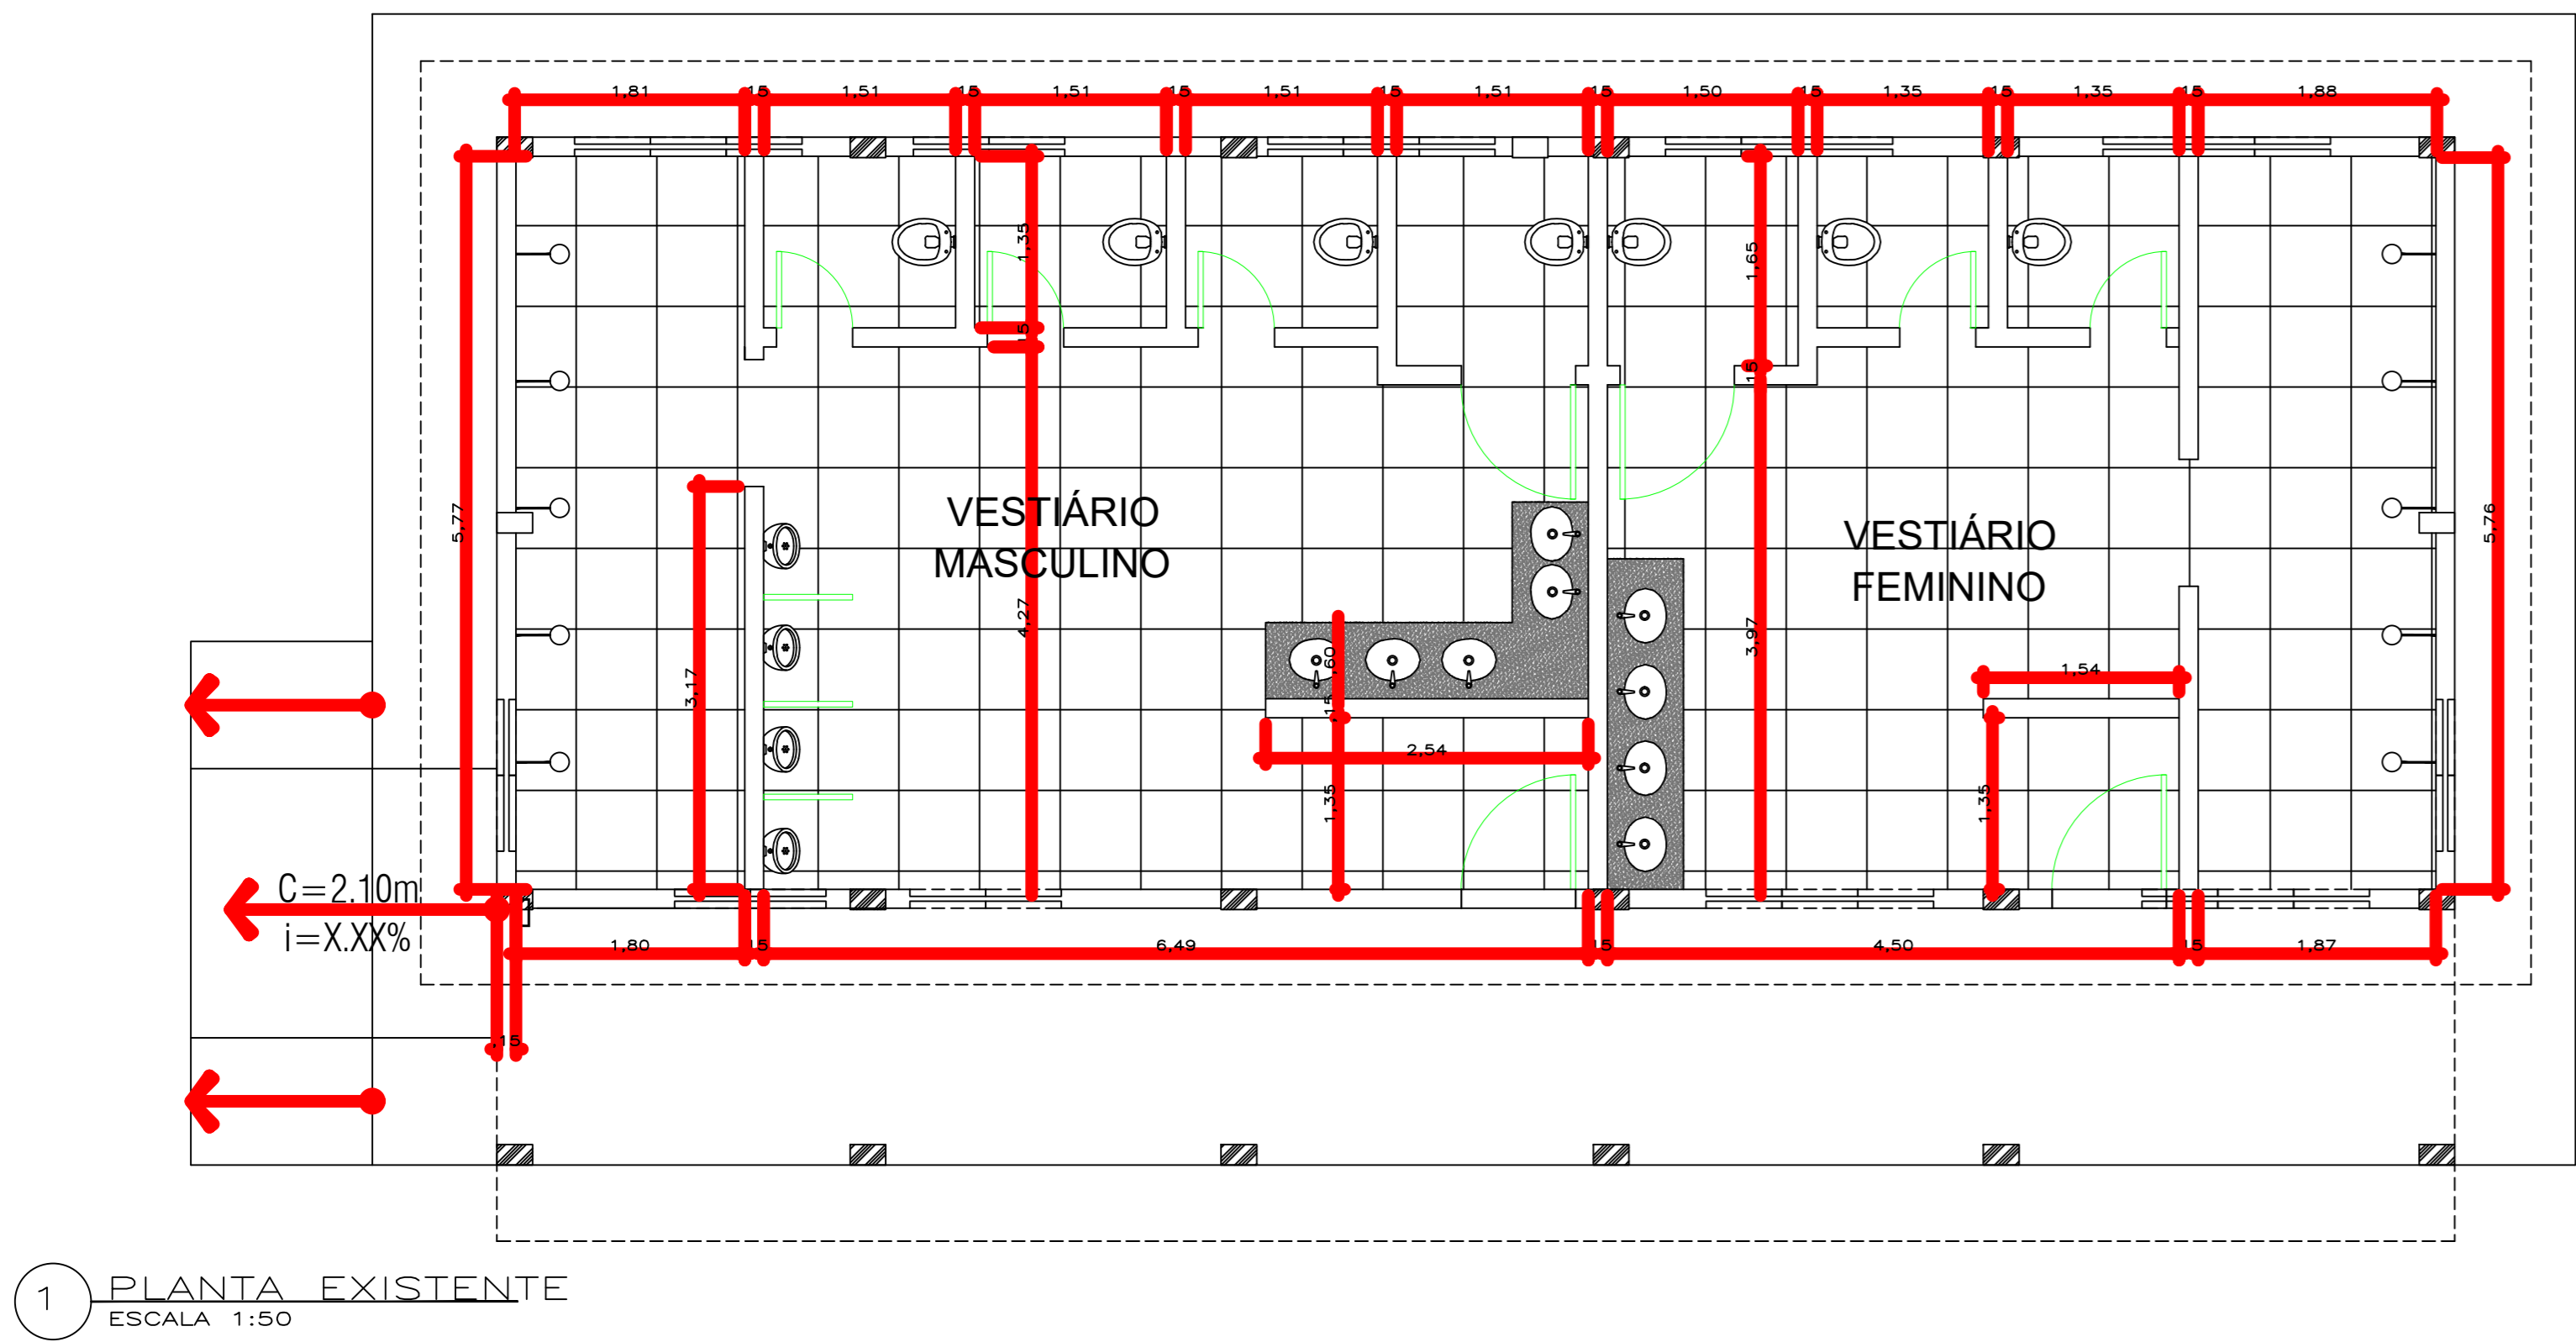 1,81 15 1,51 15 1,51 15 1,51 15 1,51 15 1,50 15 1,35 15 1,35 15 1,88
1,35
1,65
15
15
VESTIÁRIO
MASCULINO
VESTIÁRIO
FEMININO
5,77
5,76
4,27
3,97
3,17
,60
,15
1,54
2,54
1,35
1,35
C=2.10m
i=X.XX%
1,80 15 6,49 15 4,50 15 1,87
,15
1
PLANTA EXISTENTE
ESCALA 1:50